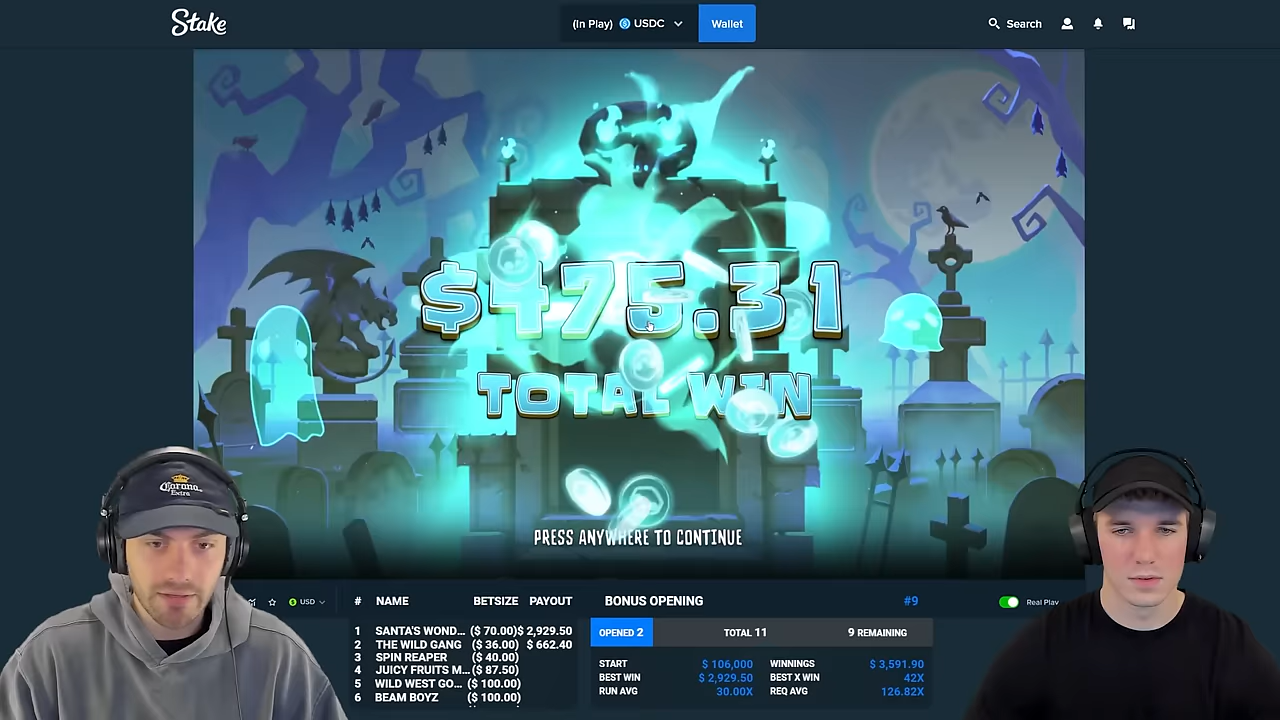 Stake
(In Play) USDC
Wallet
Search
$475.31
TOTAL WIN
PRESS ANYWHERE TO CONTINUE
Corona
Extra
USD
# NAME BETSIZE PAYOUT
1 SANTA'S WOND... ($ 70.00)$ 2,929.50
2 THE WILD GANG ($ 36.00) $ 662.40
3 SPIN REAPER ($ 40.00)
4 JUICY FRUITS M... ($ 87.50)
5 WILD WEST GO... ($ 100.00)
6 BEAM BOYZ ($ 100.00)
BONUS OPENING #9
OPENED 2 TOTAL 11 9 REMAINING
START $ 106,000 WINNINGS $ 3,591.90
BEST WIN $ 2,929.50 BEST X WIN 42X
RUN AVG 30.00X REQ AVG 126.82X
Real Play